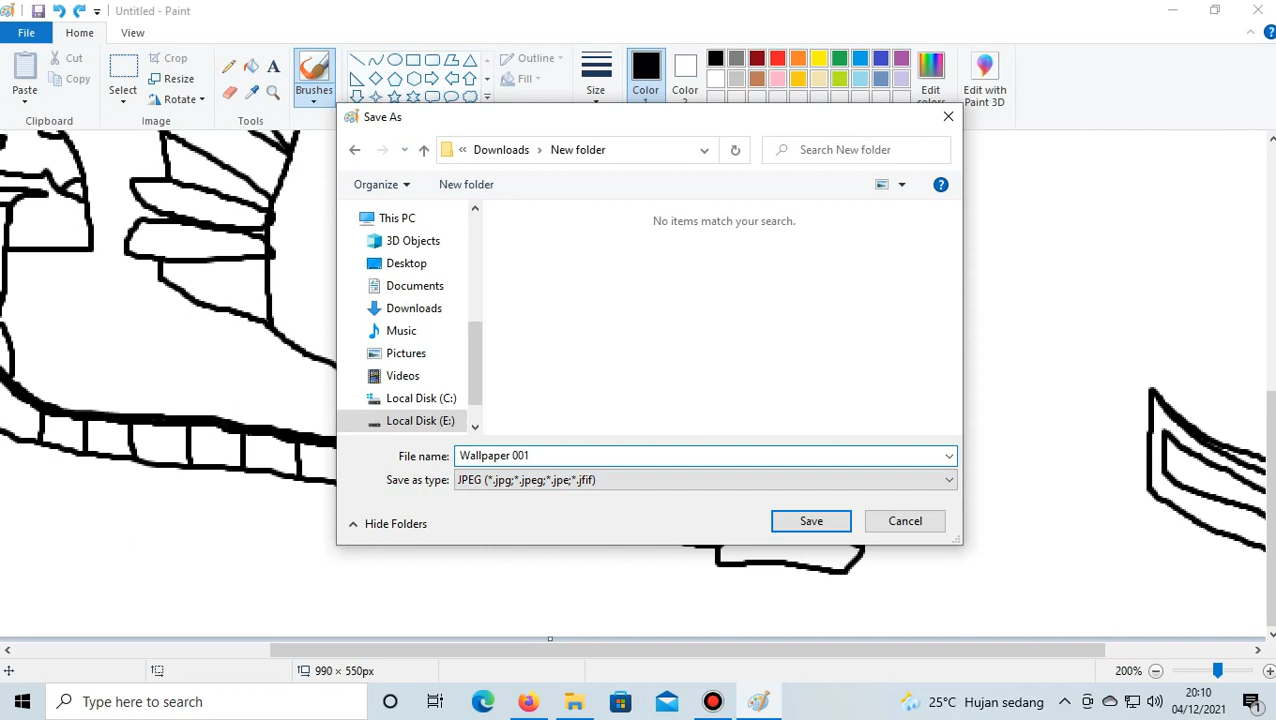 Untitled - Paint
File
Home
View
Paste
Cut
Copy
Clipboard
Select
Crop
Resize
Rotate
Image
Tools
Brushes
Outline
Fill
Size
Color
1
Color
2
Edit
colors
Edit with
Paint 3D
Save As
« Downloads › New folder
Search New folder
Organize
New folder
This PC
3D Objects
Desktop
Documents
Downloads
Music
Pictures
Videos
Local Disk (C:)
Local Disk (E:)
No items match your search.
File name: Wallpaper 001
Save as type: JPEG (*.jpg;*.jpeg;*.jpe;*.jfif)
Hide Folders
Save
Cancel
990 × 550px
200%
Type here to search
25°C Hujan sedang
20:10
04/12/2021
1